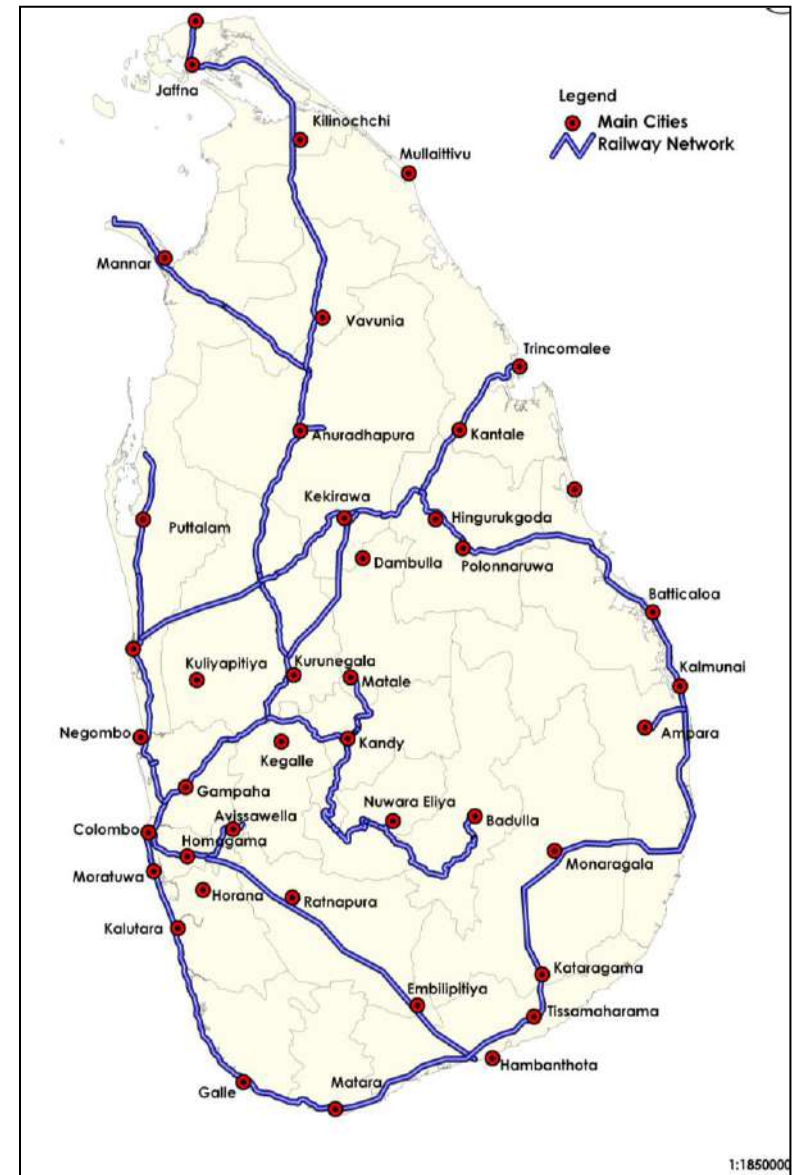 Jaffna
Legend
Main Cities
Railway Network
Kilinochchi
Mullaittivu
Mannar
Vavunia
Trincomalee
Anuradhapura
Kantale
Kekirawa
Puttalam
Hingurukgoda
Dambulla
Polonnaruwa
Batticaloa
Kuliyapitiya
Kurunegala
Matale
Kalmunai
Negombo
Kegalle
Kandy
Ampara
Gampaha
Nuwara Eliya
Badulla
Avissawella
Colombo
Homagama
Monaragala
Moratuwa
Horana
Ratnapura
Kalutara
Kataragama
Embilipitiya
Tissamaharama
Hambanthota
Galle
Matara
1:1850000